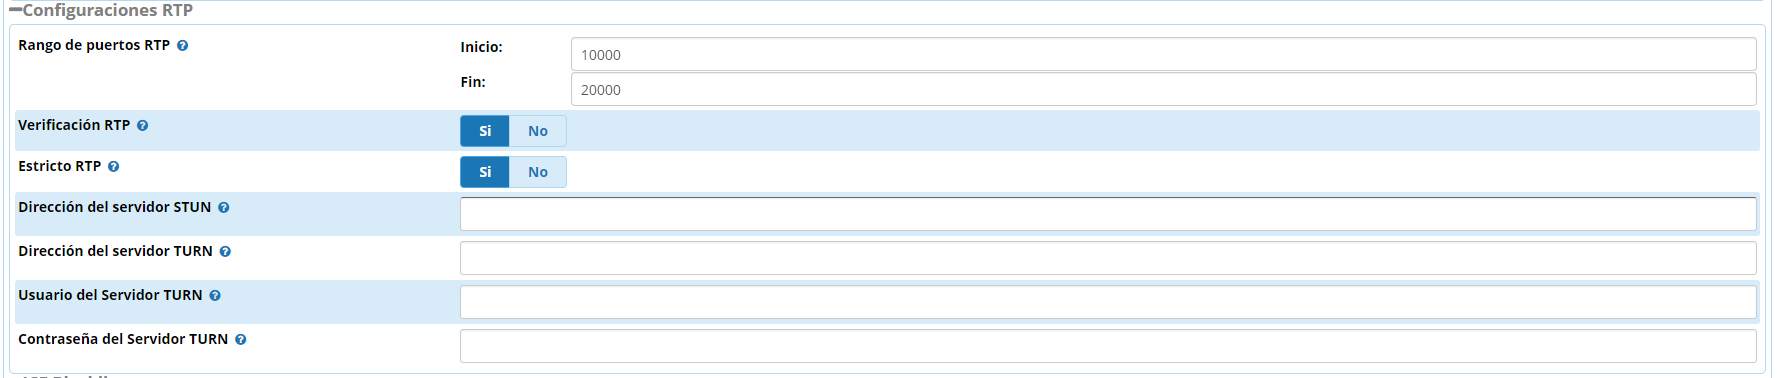 Configuraciones RTP
Rango de puertos RTP
Inicio:
10000
Fin:
20000
Verificación RTP
Si No
Estricto RTP
Si No
Dirección del servidor STUN
Dirección del servidor TURN
Usuario del Servidor TURN
Contraseña del Servidor TURN